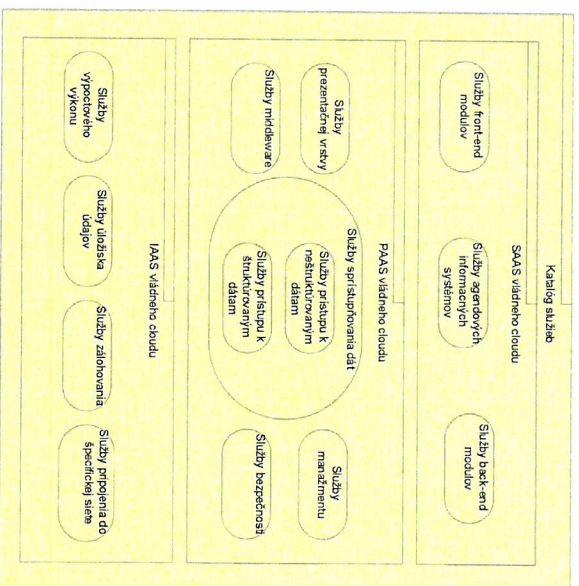 Katalóg služieb
SAAS vládneho cloudu
Služby front-end
modulov
Služby agendových
informačných
systémov
Služby back-end
modulov
PAAS vládneho cloudu
Služby
prezentačnej vrstvy
Služby middleware
Služby sprístupňovania dát
Služby prístupu k
neštruktúrovaným
dátam
Služby prístupu k
štruktúrovaným
dátam
Služby
manažmentu
Služby bezpečnosti
IAAS vládneho cloudu
Služby
výpoctového
výkonu
Služby úložiska
údajov
Služby zálohovania
Služby pripojenia do
špecifickej siete